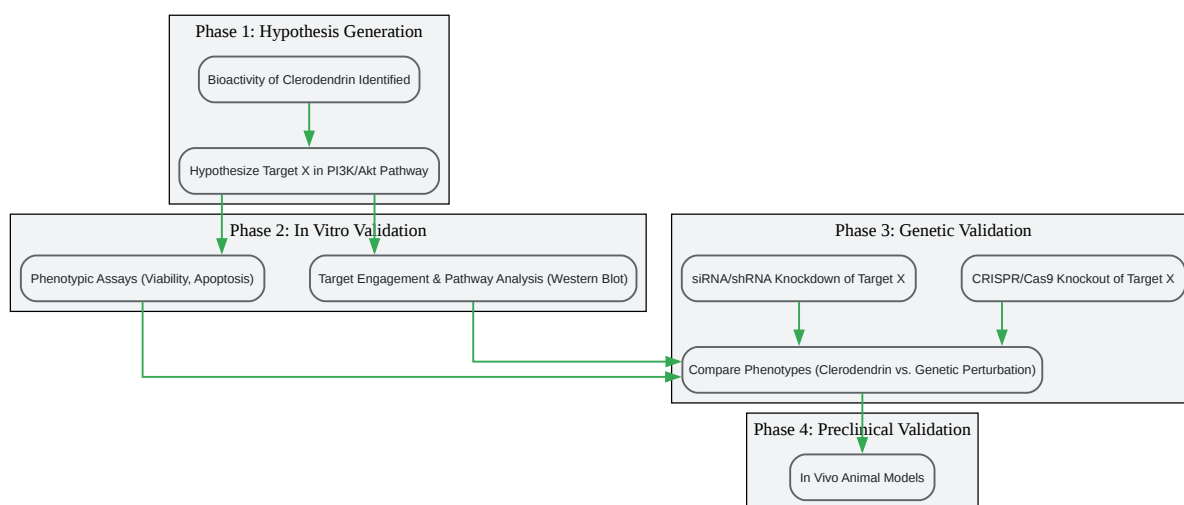 Phase 1: Hypothesis Generation
Bioactivity of Clerodendrin Identified
Hypothesize Target X in PI3K/Akt Pathway
Phase 2: In Vitro Validation
Phenotypic Assays (Viability, Apoptosis)
Target Engagement & Pathway Analysis (Western Blot)
Phase 3: Genetic Validation
siRNA/shRNA Knockdown of Target X
CRISPR/Cas9 Knockout of Target X
Compare Phenotypes (Clerodendrin vs. Genetic Perturbation)
Phase 4: Preclinical Validation
In Vivo Animal Models